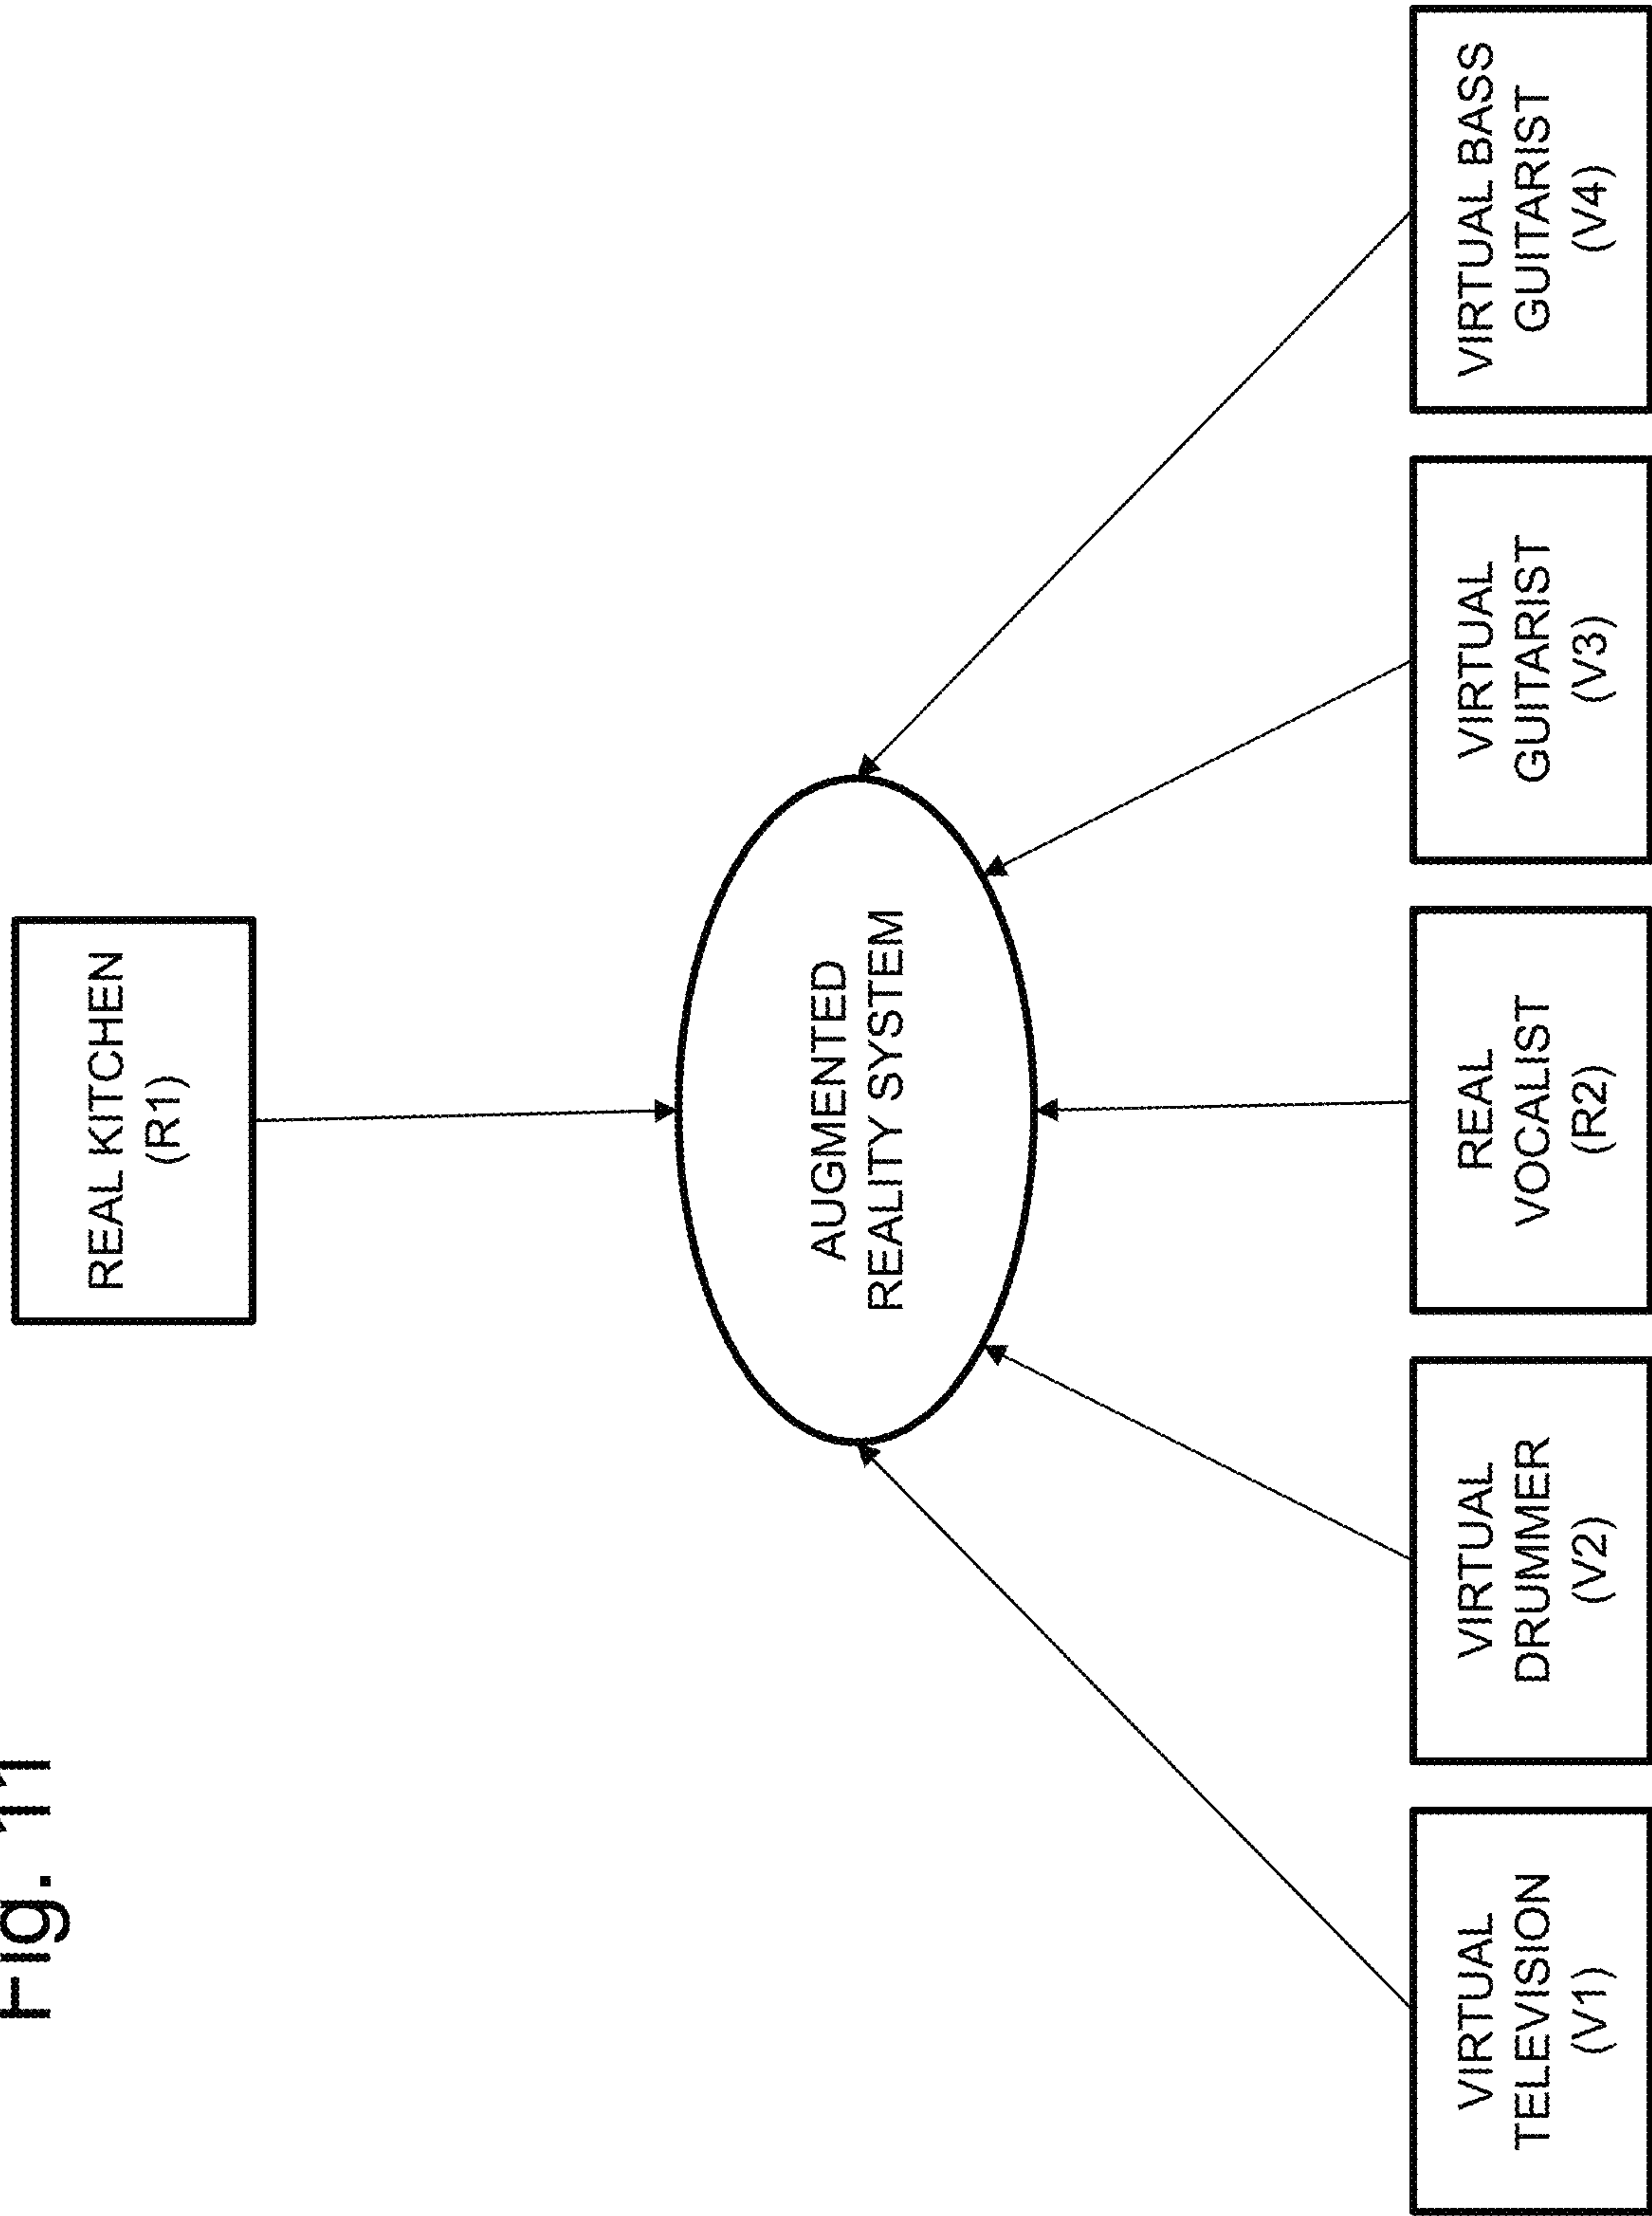 Fig. 11
REAL KITCHEN
(R1)
AUGMENTED
REALITY SYSTEM
VIRTUAL
TELEVISION
(V1)
VIRTUAL
DRUMMER
(V2)
REAL
VOCALIST
(R2)
VIRTUAL
GUITARIST
(V3)
VIRTUAL BASS
GUITARIST
(V4)